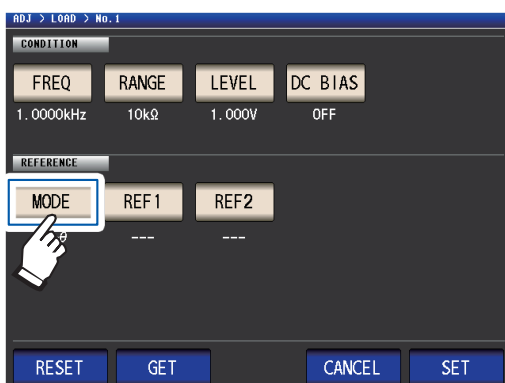 ADJ > LOAD > No.1
CONDITION
FREQ RANGE LEVEL DC BIAS
1.0000kHz 10kΩ 1.000V OFF
REFERENCE
MODE REF1 REF2
θ --- ---
RESET GET CANCEL SET